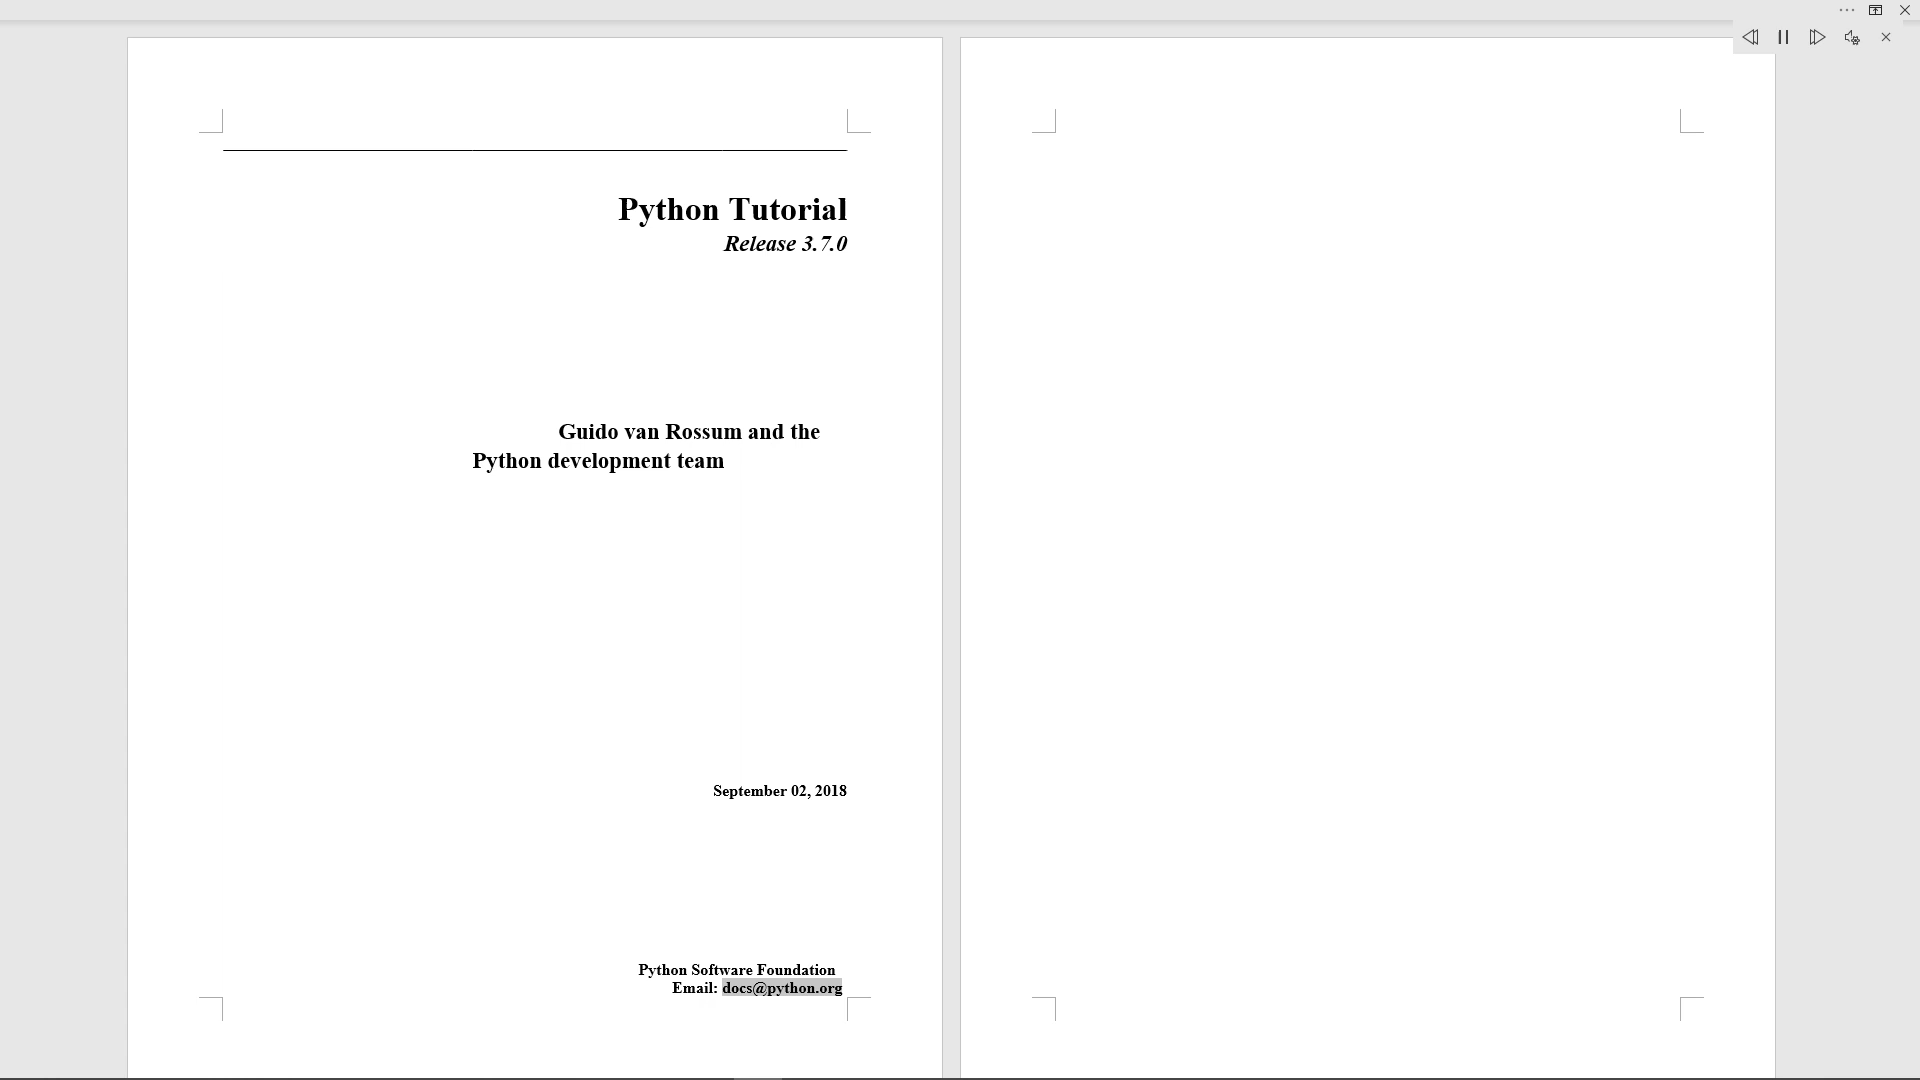 Python Tutorial
Release 3.7.0
Guido van Rossum and the
Python development team
September 02, 2018
Python Software Foundation
Email: docs@python.org